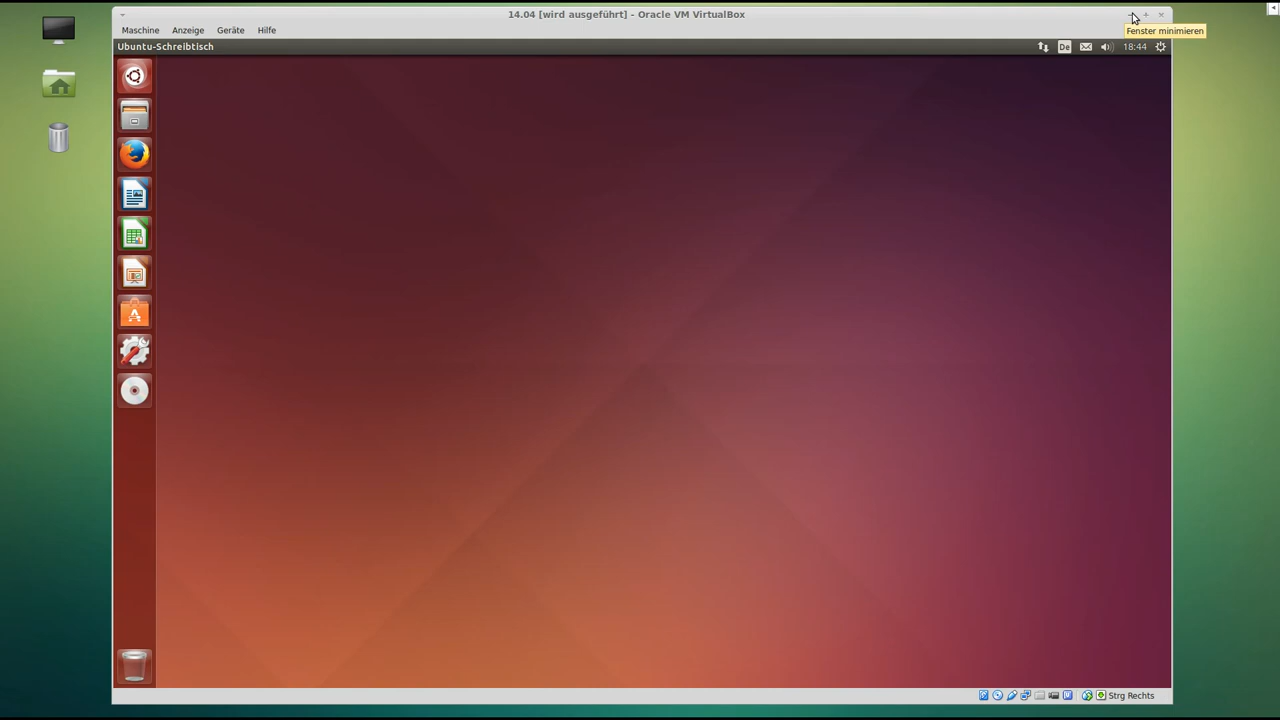 14.04 [wird ausgeführt] - Oracle VM VirtualBox
Maschine Anzeige Geräte Hilfe
Fenster minimieren
Ubuntu-Schreibtisch
De 18:44
Strg Rechts